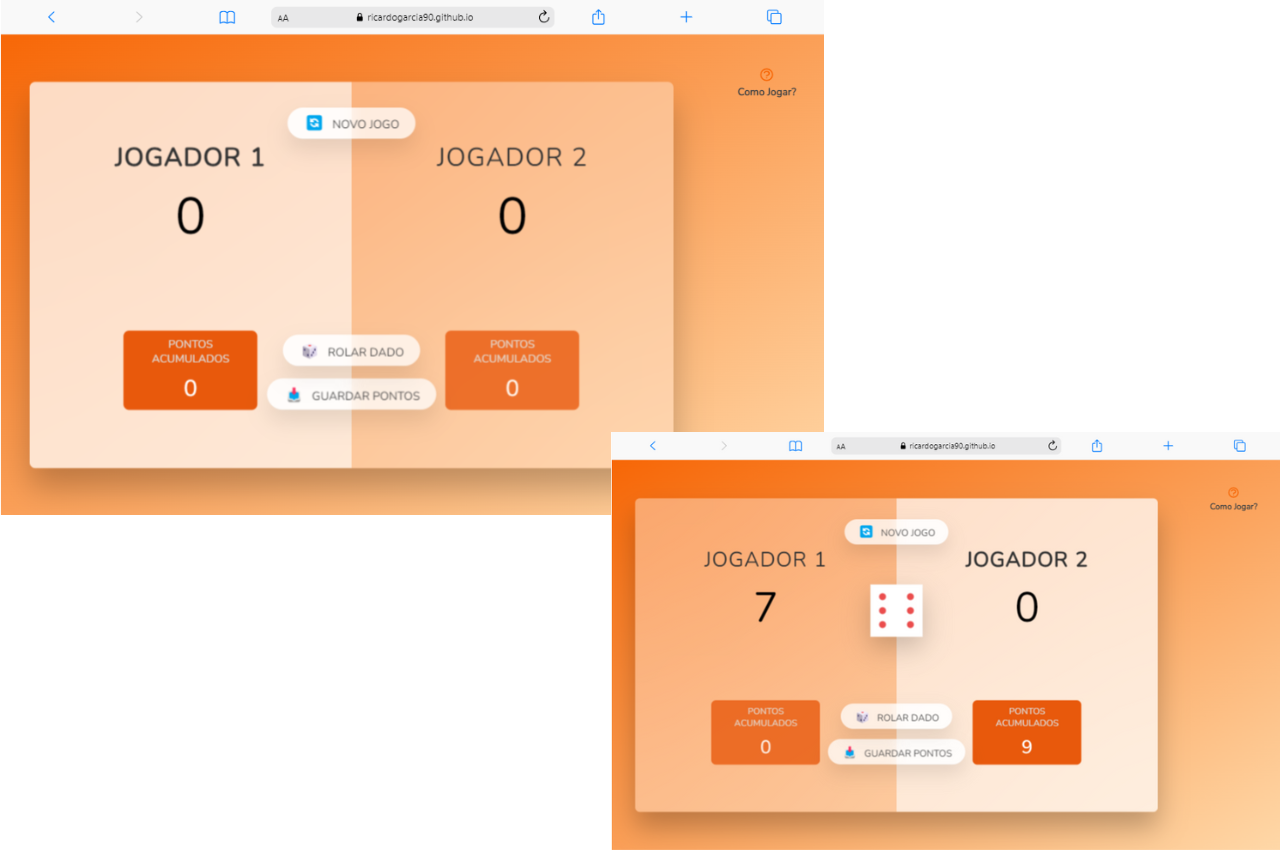 AA ricardogarcia90.github.io
Como Jogar?
NOVO JOGO
JOGADOR 1 JOGADOR 2
0 0
PONTOS ACUMULADOS
0
ROLAR DADO
GUARDAR PONTOS
PONTOS ACUMULADOS
0
AA ricardogarcia90.github.io
Como Jogar?
NOVO JOGO
JOGADOR 1 JOGADOR 2
7 0
PONTOS
ACUMULADOS
0
ROLAR DADO
GUARDAR PONTOS
PONTOS
ACUMULADOS
9